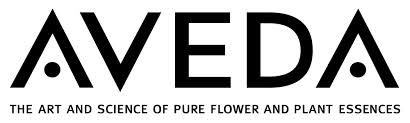 AVEDA
THE ART AND SCIENCE OF PURE FLOWER AND PLANT ESSENCES